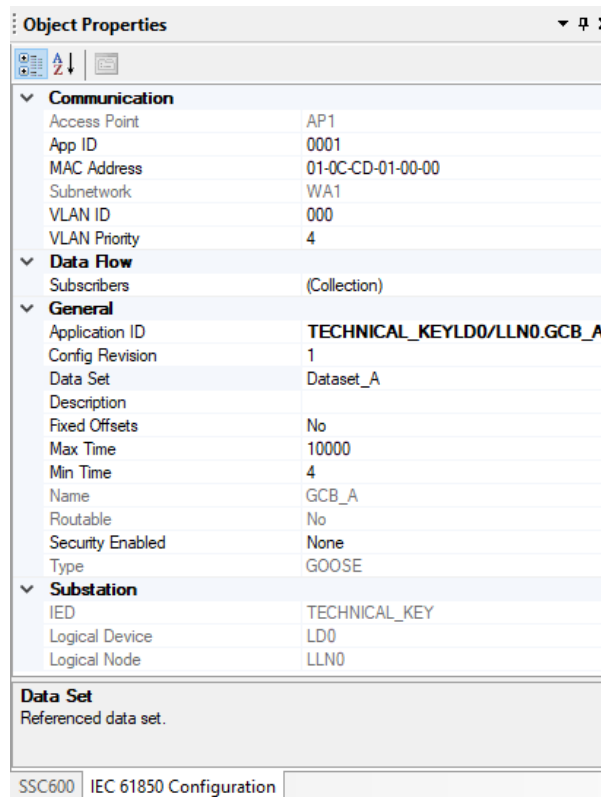 Object Properties
Communication
Access Point AP1
App ID 0001
MAC Address 01-0C-CD-01-00-00
Subnetwork WA1
VLAN ID 000
VLAN Priority 4
Data Flow
Subscribers (Collection)
General
Application ID TECHNICAL_KEYLD0/LLN0.GCB_A
Config Revision 1
Data Set Dataset_A
Description
Fixed Offsets No
Max Time 10000
Min Time 4
Name GCB_A
Routable No
Security Enabled None
Type GOOSE
Substation
IED TECHNICAL_KEY
Logical Device LD0
Logical Node LLN0
Data Set
Referenced data set.
SSC600 IEC 61850 Configuration